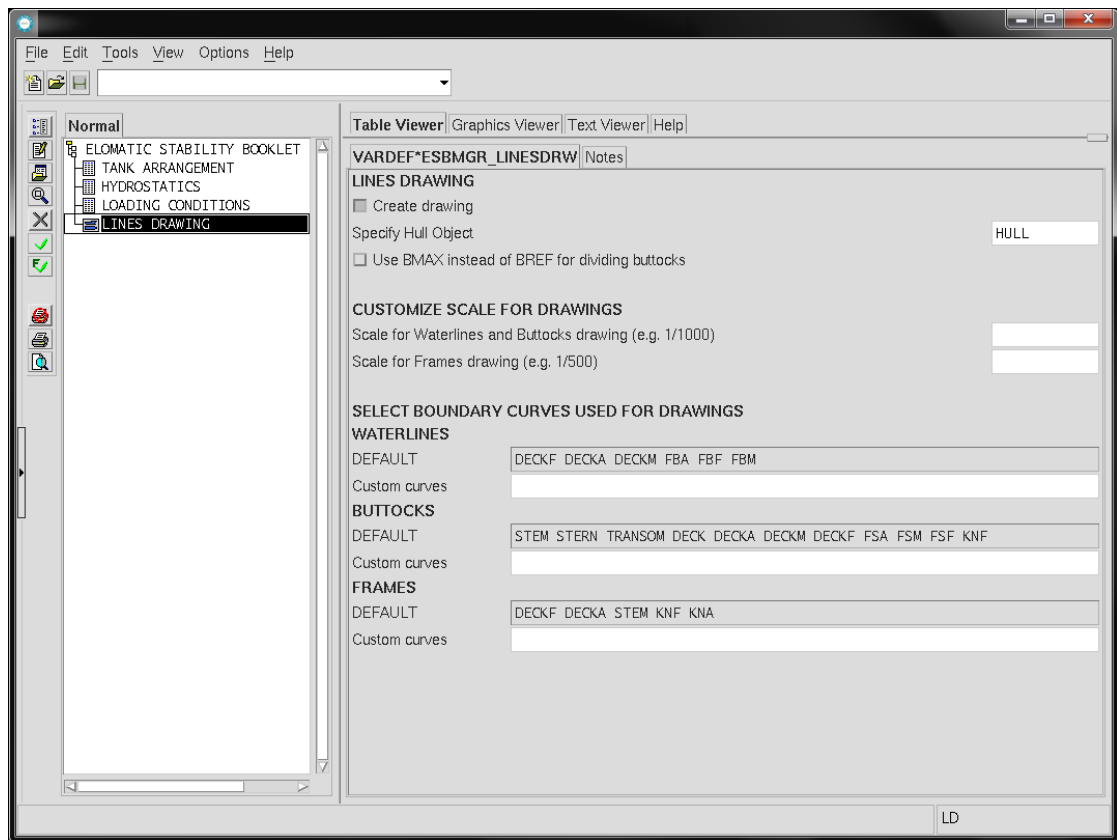 File Edit Tools View Options Help
Normal
ELOMATIC STABILITY BOOKLET
TANK ARRANGEMENT
HYDROSTATICS
LOADING CONDITIONS
LINES DRAWING
Table Viewer Graphics Viewer Text Viewer Help
VARDEF*ESBMGR_LINESDRW Notes
LINES DRAWING
Create drawing
Specify Hull Object HULL
Use BMAX instead of BREF for dividing buttocks
CUSTOMIZE SCALE FOR DRAWINGS
Scale for Waterlines and Buttocks drawing (e.g. 1/1000)
Scale for Frames drawing (e.g. 1/500)
SELECT BOUNDARY CURVES USED FOR DRAWINGS
WATERLINES
DEFAULT DECKF DECKA DECKM FBA FBF FBM
Custom curves
BUTTOCKS
DEFAULT STEM STERN TRANSOM DECK DECKA DECKM DECKF FSA FSM FSF KNF
Custom curves
FRAMES
DEFAULT DECKF DECKA STEM KNF KNA
Custom curves
LD